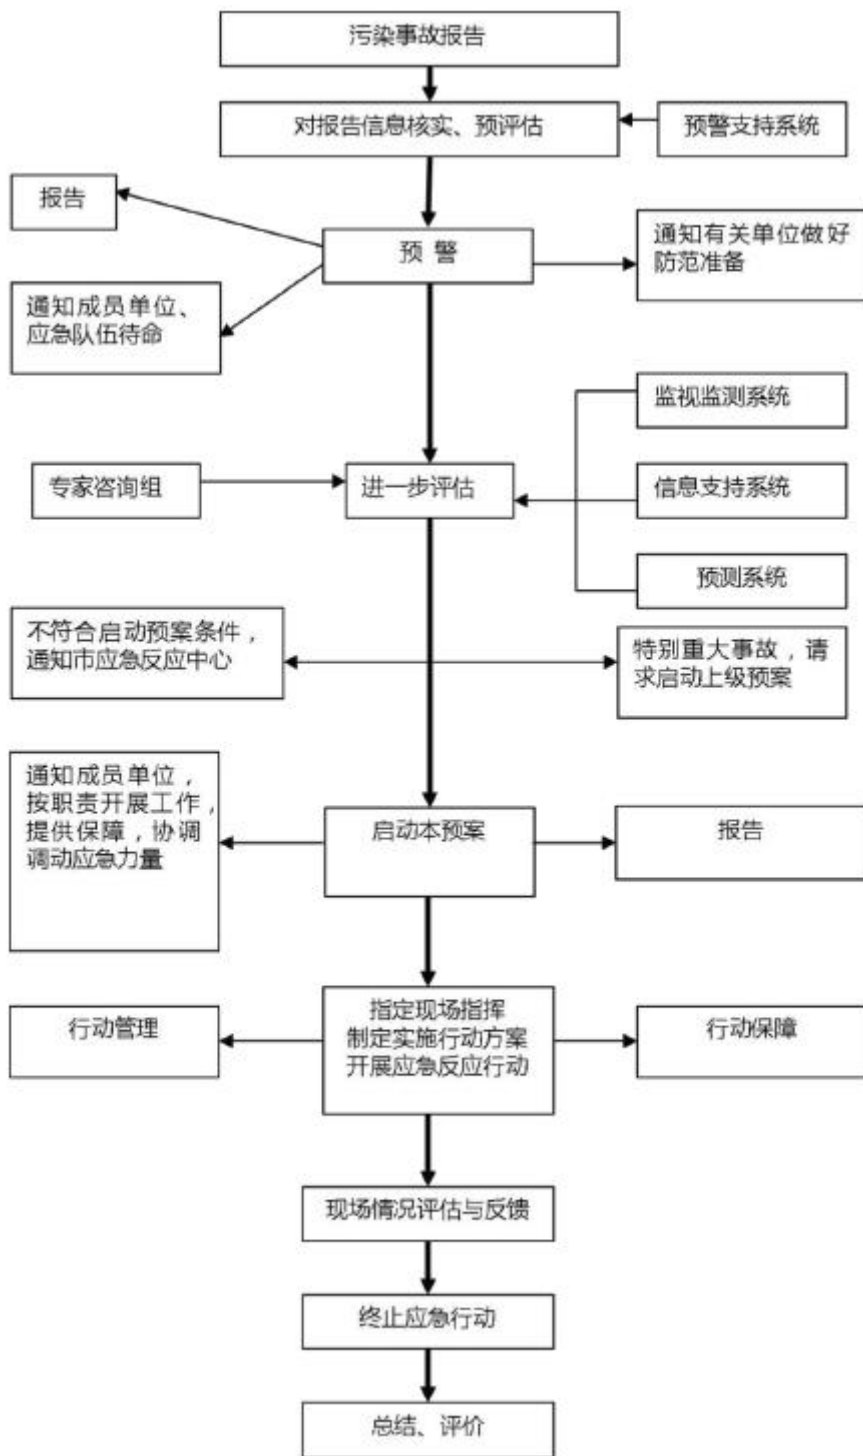 污染事故报告
对报告信息核实、预评估
预警支持系统
报告
预 警
通知有关单位做好
防范准备
通知成员单位、
应急队伍待命
监视监测系统
专家咨询组
进一步评估
信息支持系统
预测系统
不符合启动预案条件，
通知市应急反应中心
特别重大事故，请
求启动上级预案
通知成员单位，
按职责开展工作，
提供保障，协调
调动应急力量
启动本预案
报告
行动管理
指定现场指挥
制定实施行动方案
开展应急反应行动
行动保障
现场情况评估与反馈
终止应急行动
总结、评价